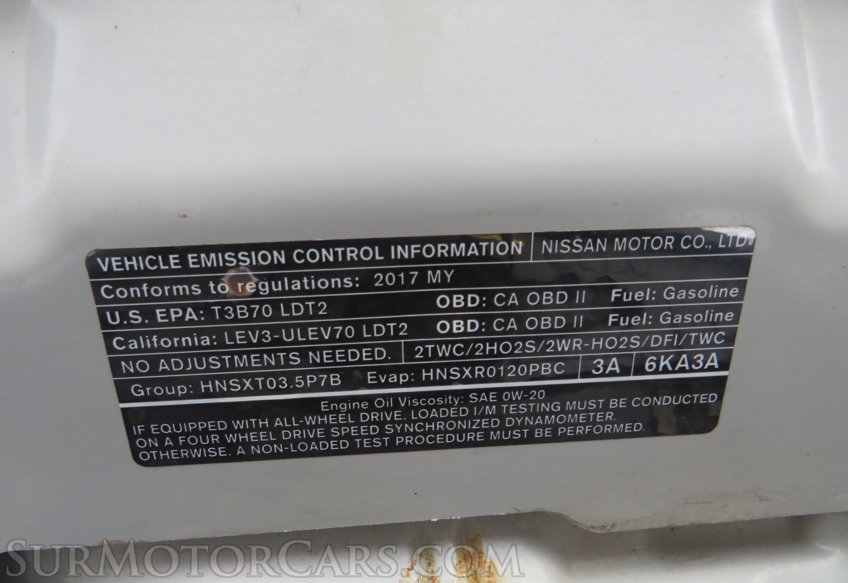 VEHICLE EMISSION CONTROL INFORMATION | NISSAN MOTOR CO., LTD
Conforms to regulations: 2017 MY
U.S. EPA: T3B70 LDT2 OBD: CA OBD II Fuel: Gasoline
California: LEV3-ULEV70 LDT2 OBD: CA OBD II Fuel: Gasoline
NO ADJUSTMENTS NEEDED. 2TWC/2HO2S/2WR-HO2S/DFI/TWC
Group: HNSXT03.5P7B Evap: HNSXR0120PBC 3A 6KA3A
Engine Oil Viscosity: SAE 0W-20
IF EQUIPPED WITH ALL-WHEEL DRIVE. LOADED I/M TESTING MUST BE CONDUCTED
ON A FOUR WHEEL DRIVE SPEED SYNCHRONIZED DYNAMOMETER.
OTHERWISE. A NON-LOADED TEST PROCEDURE MUST BE PERFORMED.
SURMOTORCARS.COM